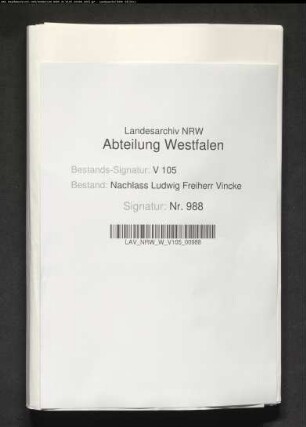 Landesarchiv NRW
Abteilung Westfalen
Bestands-Signatur: V 105
Bestand: Nachlass Ludwig Freiherr Vincke
Signatur: Nr. 988
LAV_NRW_W_V105_00988